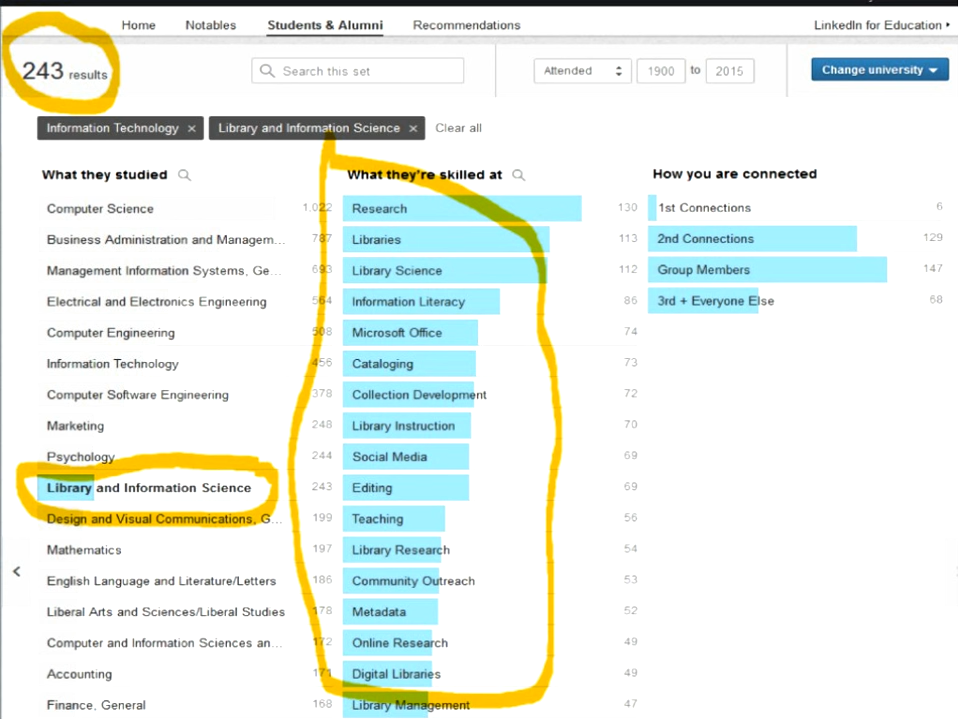 Home Notables Students & Alumni Recommendations LinkedIn for Education
243 results Search this set Attended 1900 to 2015 Change university
Information Technology × Library and Information Science × Clear all
What they studied
Computer Science 1,022
Business Administration and Managem... 787
Management Information Systems, Ge... 693
Electrical and Electronics Engineering 564
Computer Engineering 508
Information Technology 456
Computer Software Engineering 378
Marketing 248
Psychology 244
Library and Information Science 243
Design and Visual Communications, G... 199
Mathematics 197
English Language and Literature/Letters 186
Liberal Arts and Sciences/Liberal Studies 178
Computer and Information Sciences an... 172
Accounting 171
Finance, General 168
What they're skilled at
Research 130
Libraries 113
Library Science 112
Information Literacy 86
Microsoft Office 74
Cataloging 73
Collection Development 72
Library Instruction 70
Social Media 69
Editing 69
Teaching 56
Library Research 54
Community Outreach 53
Metadata 52
Online Research 49
Digital Libraries 49
Library Management 47
How you are connected
1st Connections 6
2nd Connections 129
Group Members 147
3rd + Everyone Else 68